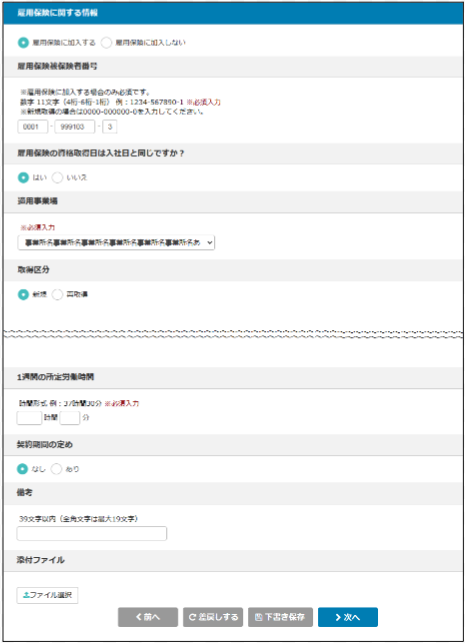 雇用保険に関する情報
雇用保険に加入する 雇用保険に加入しない
雇用保険被保険者番号
※雇用保険に加入する場合のみ必須です。
数字 11文字（4桁-6桁-1桁） 例：1234-567890-1 ※必須入力
※新規取得の場合は0000-000000-0を入力してください。
0001 - 999103 - 3
雇用保険の資格取得日は入社日と同じですか？
はい いいえ
適用事業場
※必須入力
事業所名事業所名事業所名事業所名事業所名事業所名あ
取得区分
新規 再取得
1週間の所定労働時間
時間形式 例：37時間30分 ※必須入力
時間 分
契約期間の定め
なし あり
備考
39文字以内（全角文字は最大19文字）
添付ファイル
ファイル選択
前へ 差戻しする 下書き保存 次へ